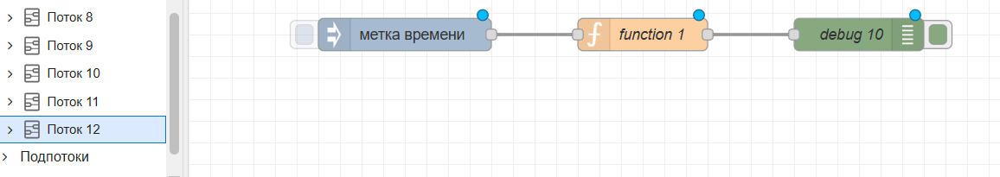 Поток 8
Поток 9
Поток 10
Поток 11
Поток 12
Подпотоки
метка времени
function 1
debug 10